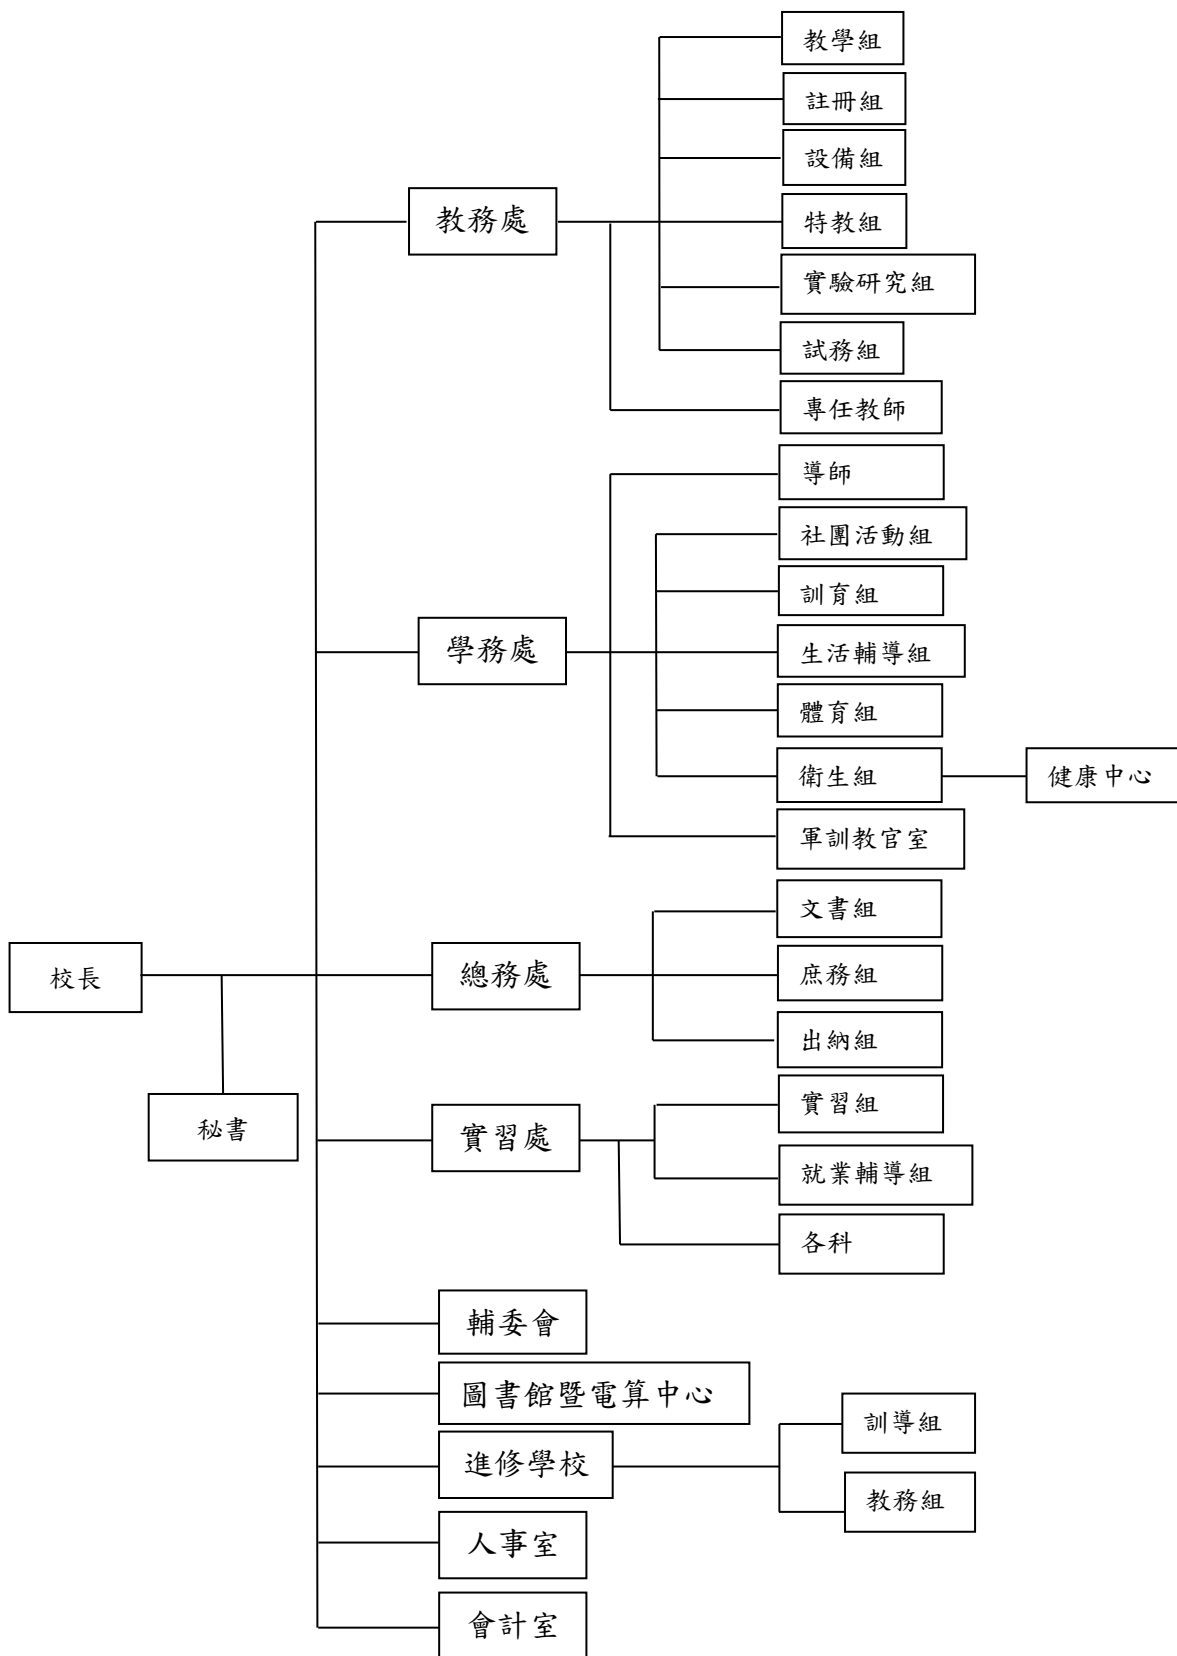 教學組
註冊組
設備組
教務處
特教組
實驗研究組
試務組
專任教師
導師
社團活動組
訓育組
學務處
生活輔導組
體育組
衛生組
健康中心
軍訓教官室
文書組
校長
總務處
庶務組
出納組
秘書
實習處
實習組
就業輔導組
各科
輔委會
圖書館暨電算中心
進修學校
訓導組
教務組
人事室
會計室